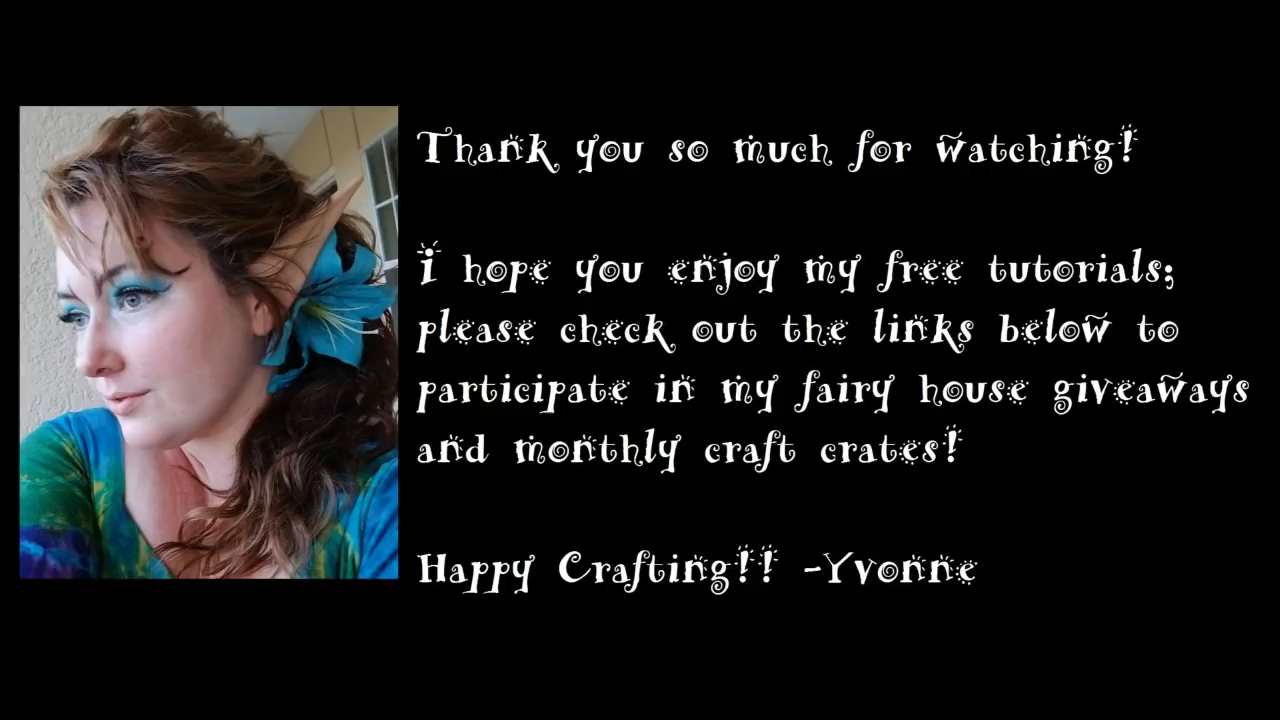 Thank you so much for watching!
I hope you enjoy my free tutorials;
please check out the links below to
participate in my fairy house giveaways
and monthly craft crates!
Happy Crafting!! -Yvonne